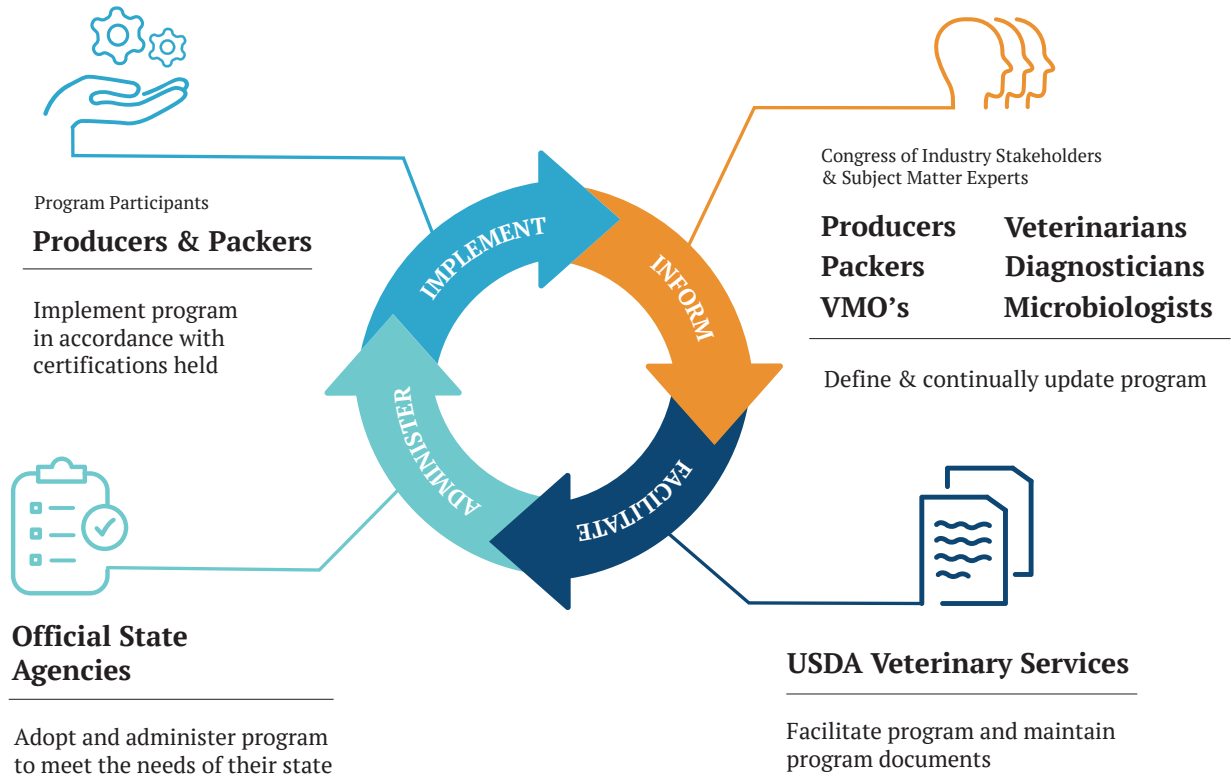 Program Participants
Producers & Packers
Implement program
in accordance with
certifications held
IMPLEMENT
INFORM
FACILITATE
ADMINISTER
Congress of Industry Stakeholders
& Subject Matter Experts
Producers Veterinarians
Packers Diagnosticians
VMO’s Microbiologists
Define & continually update program
Official State
Agencies
Adopt and administer program
to meet the needs of their state
USDA Veterinary Services
Facilitate program and maintain
program documents